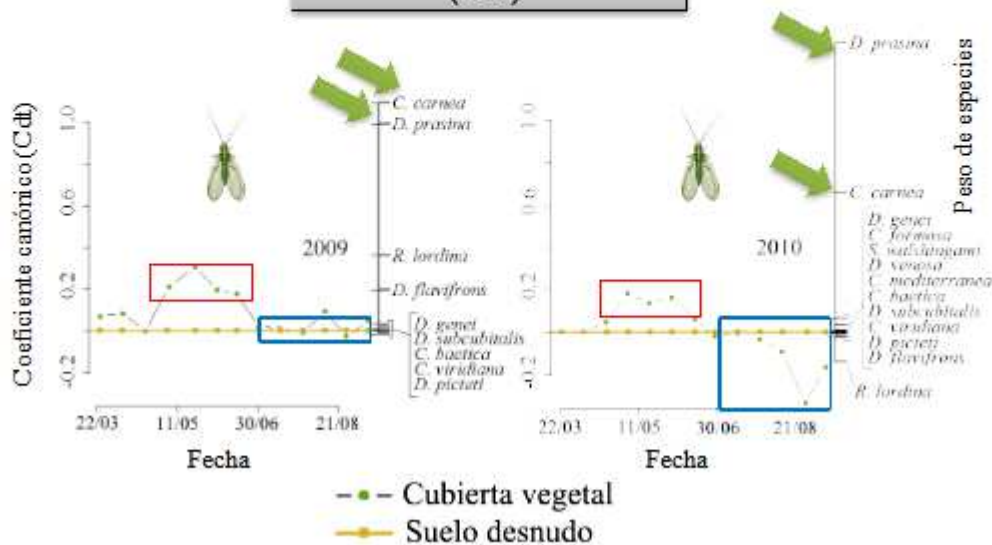 Coeficiente canónico (Cdt)
1.0
0.6
0.2
-0.2
2009
C. carnea
D. prasina
R. lordina
D. flavifrons
D. genei
D. subcubitalis
C. baetica
C. viridiana
D. picteti
22/03 11/05 30/06 21/08
Fecha
1.0
0.6
0.2
-0.2
2010
D. prasina
C. carnea
D. genei
C. formosa
D. venosa
C. mediterranea
C. baetica
D. subcubitalis
C. viridiana
D. picteti
D. flavifrons
R. lordina
Peso de especies
22/03 11/05 30/06 21/08
Fecha
Cubierta vegetal
Suelo desnudo